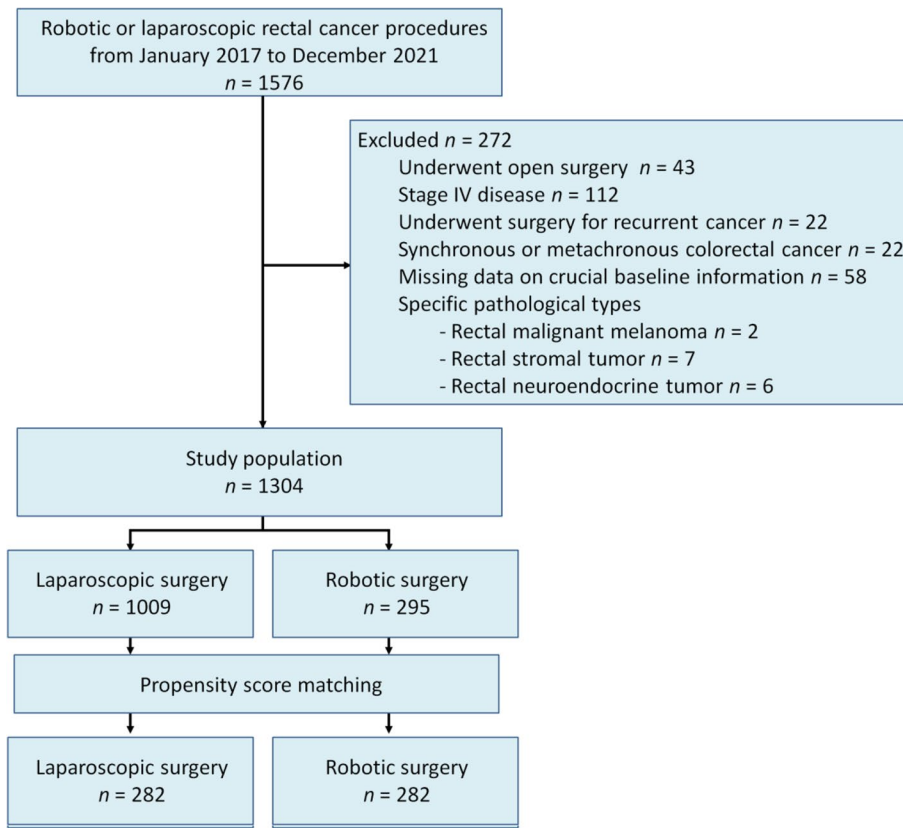 Robotic or laparoscopic rectal cancer procedures
from January 2017 to December 2021
n = 1576
Excluded n = 272
Underwent open surgery n = 43
Stage IV disease n = 112
Underwent surgery for recurrent cancer n = 22
Synchronous or metachronous colorectal cancer n = 22
Missing data on crucial baseline information n = 58
Specific pathological types
- Rectal malignant melanoma n = 2
- Rectal stromal tumor n = 7
- Rectal neuroendocrine tumor n = 6
Study population
n = 1304
Laparoscopic surgery
n = 1009
Robotic surgery
n = 295
Propensity score matching
Laparoscopic surgery
n = 282
Robotic surgery
n = 282